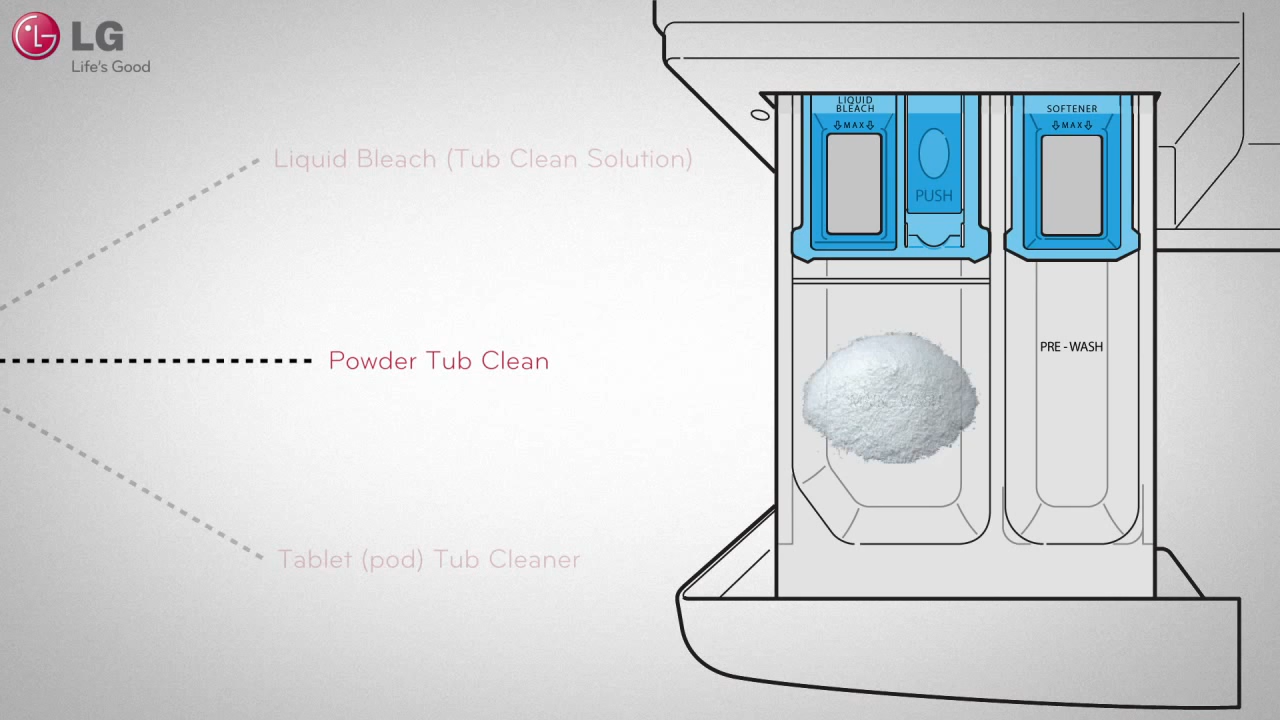 LG
Life's Good
LIQUID
BLEACH
MAX
PUSH
SOFTENER
MAX
Liquid Bleach (Tub Clean Solution)
Powder Tub Clean
PRE - WASH
Tablet (pod) Tub Cleaner